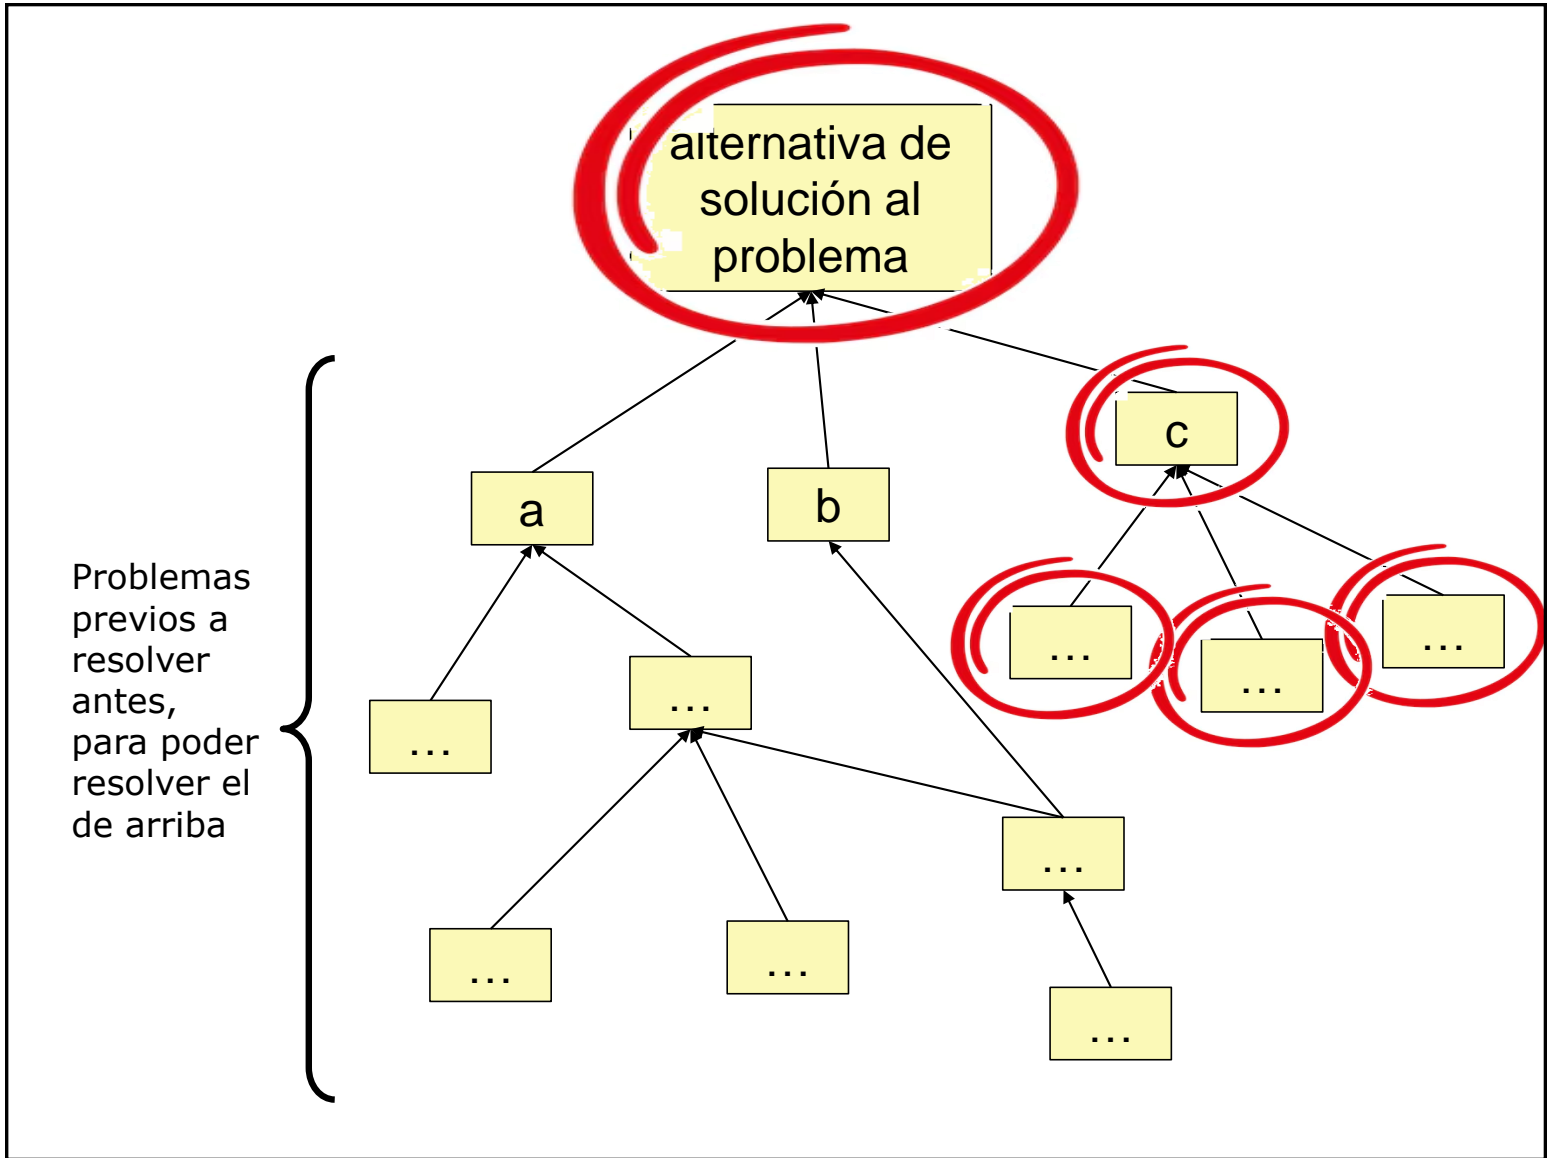 alternativa de
solución al
problema
c
a
b
Problemas
previos a
resolver
antes,
para poder
resolver el
de arriba
...
...
...
...
...
...
...
...
...